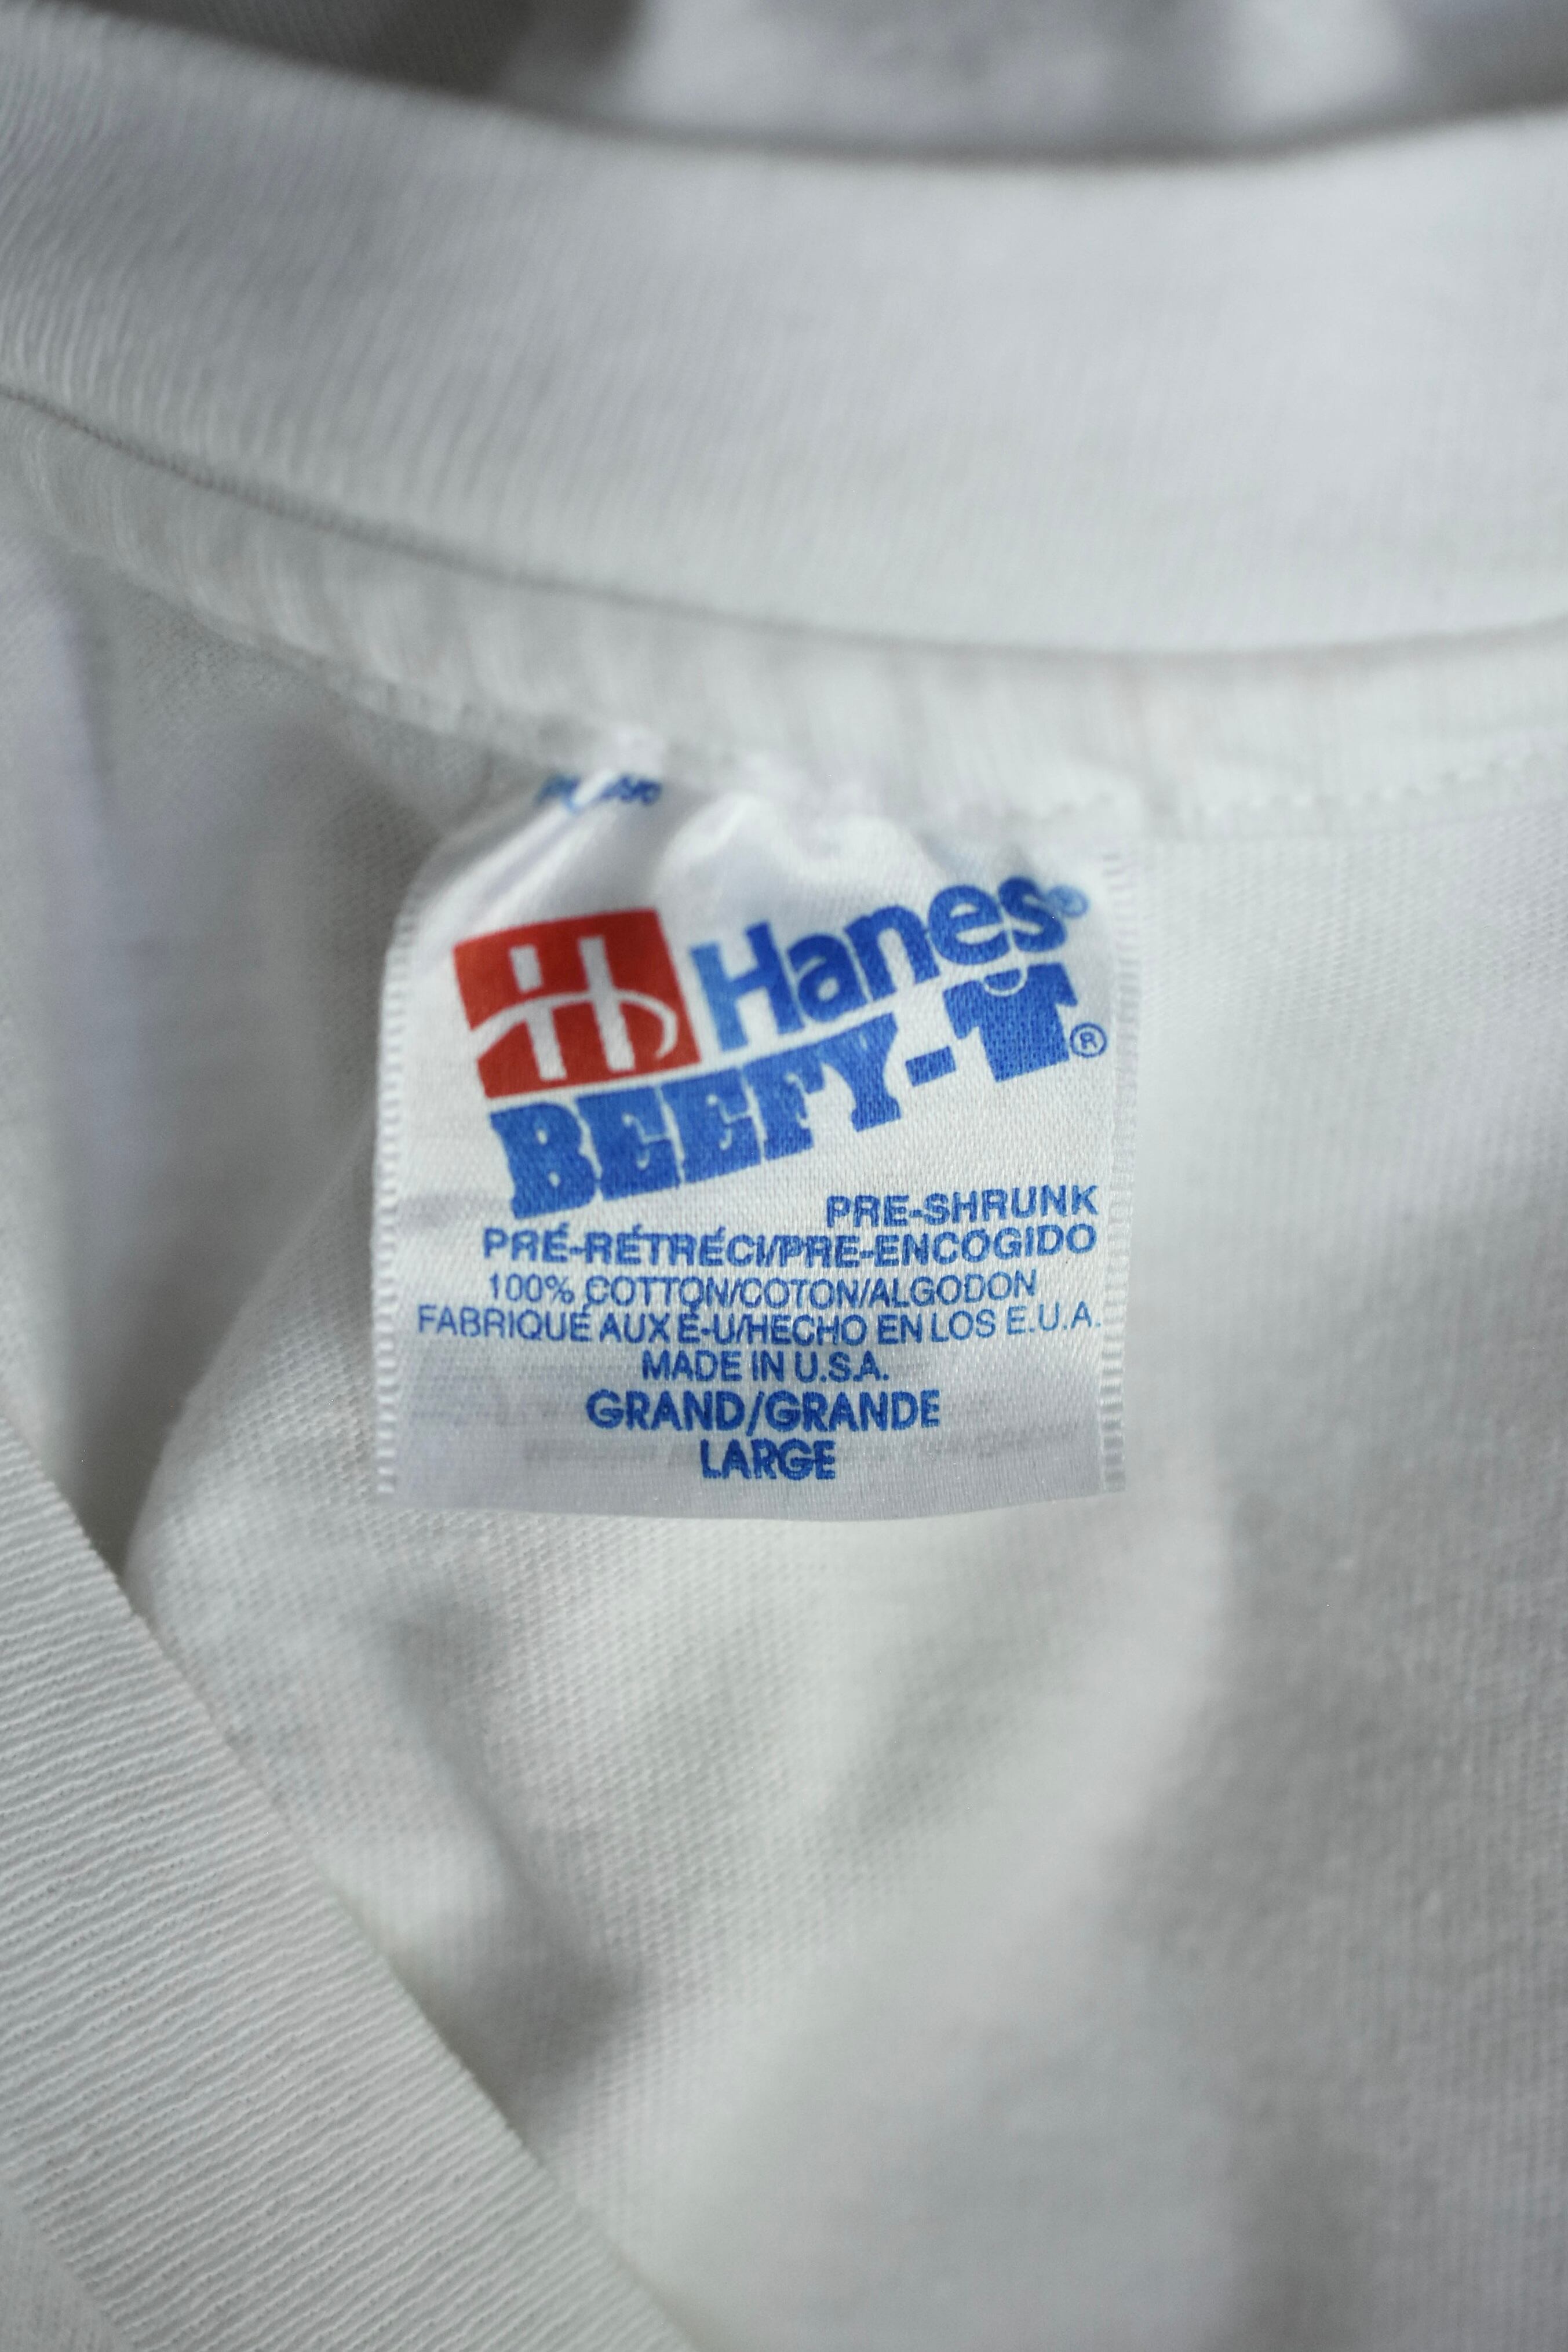 Hanes®
BEEFY-T®
PRE-SHRUNK
PRÉ-RÉTRÉCI/PRE-ENCOGIDO
100% COTTON/COTON/ALGODON
FABRIQUÉ AUX É-U/HECHO EN LOS E.U.A.
MADE IN U.S.A.
GRAND/GRANDE
LARGE